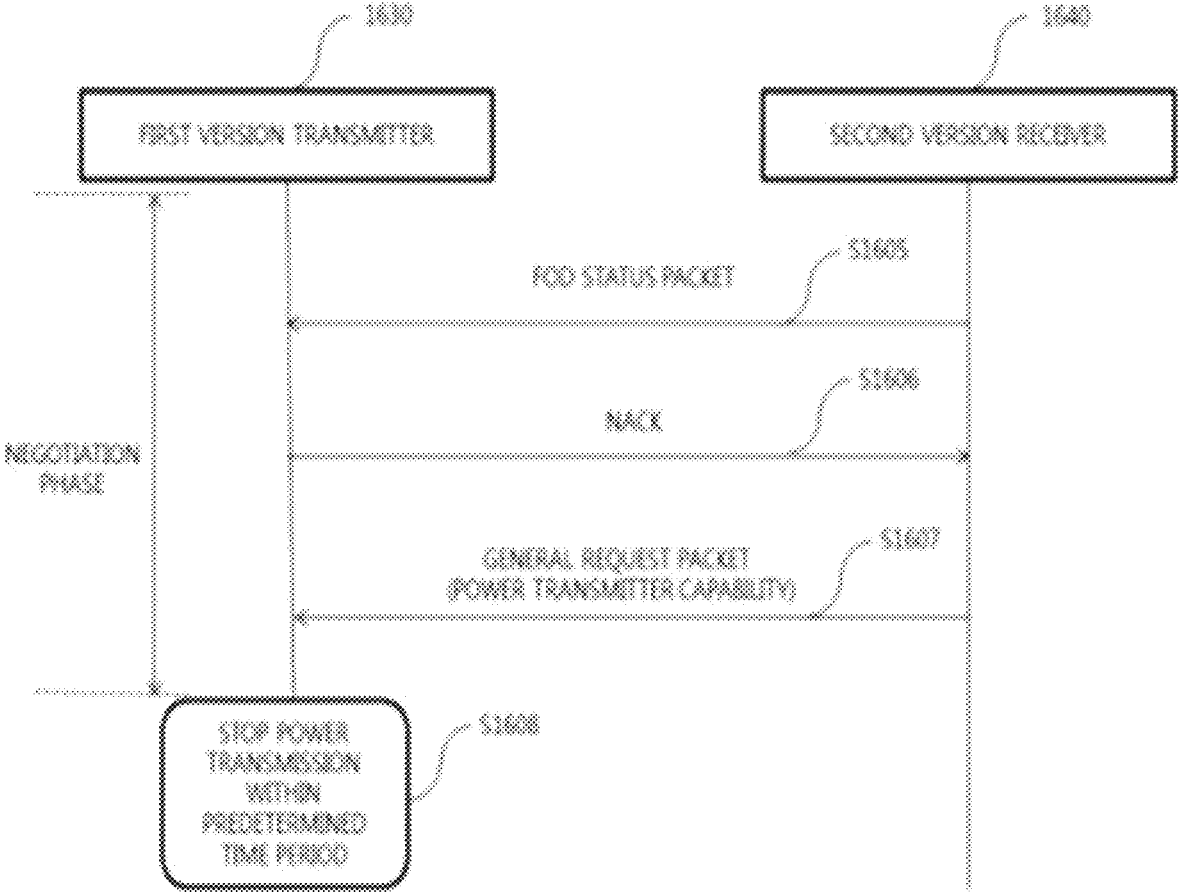 1630
1640
FIRST VERSION TRANSMITTER
SECOND VERSION RECEIVER
S1605
FOD STATUS PACKET
S1606
NACK
NEGOTIATION
PHASE
S1607
GENERAL REQUEST PACKET
(POWER TRANSMITTER CAPABILITY)
STOP POWER
TRANSMISSION
WITHIN
PREDETERMINED
TIME PERIOD
S1608